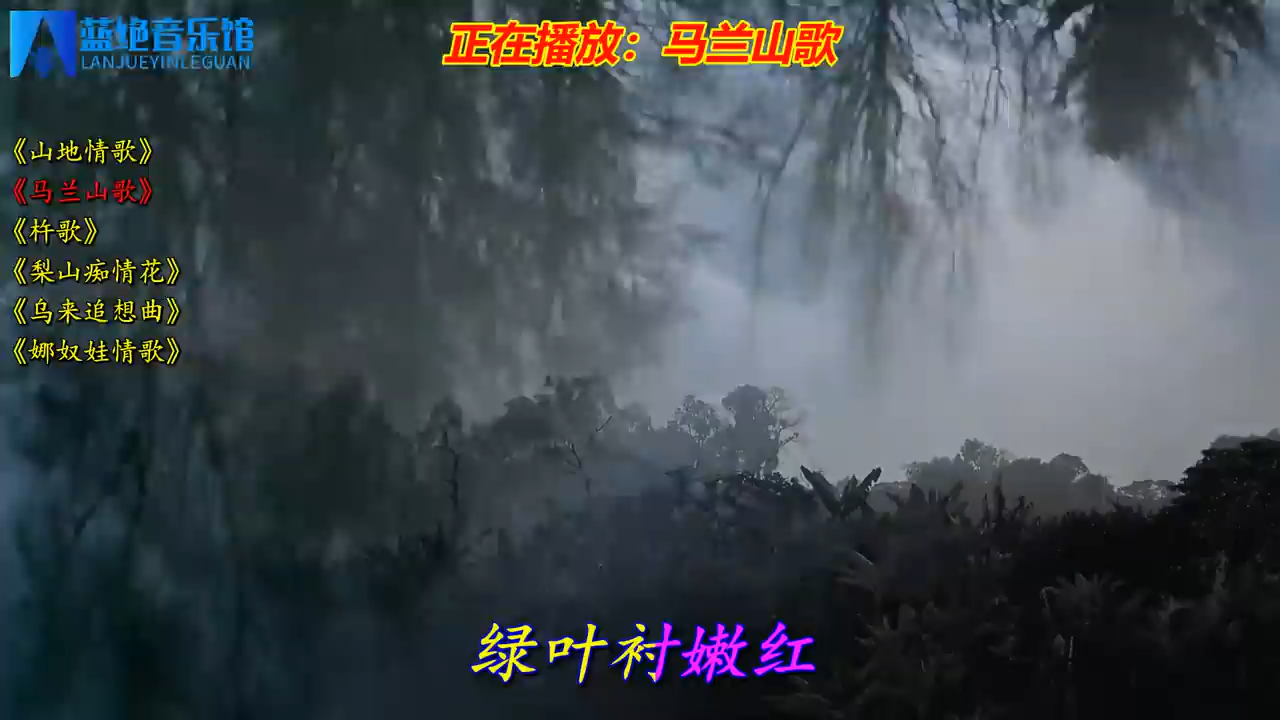 蓝绝音乐馆
LANJUEYINLEGUAN
正在播放：马兰山歌
《山地情歌》
《马兰山歌》
《杵歌》
《梨山痴情花》
《乌来追想曲》
《娜奴娃情歌》
绿叶衬嫩红